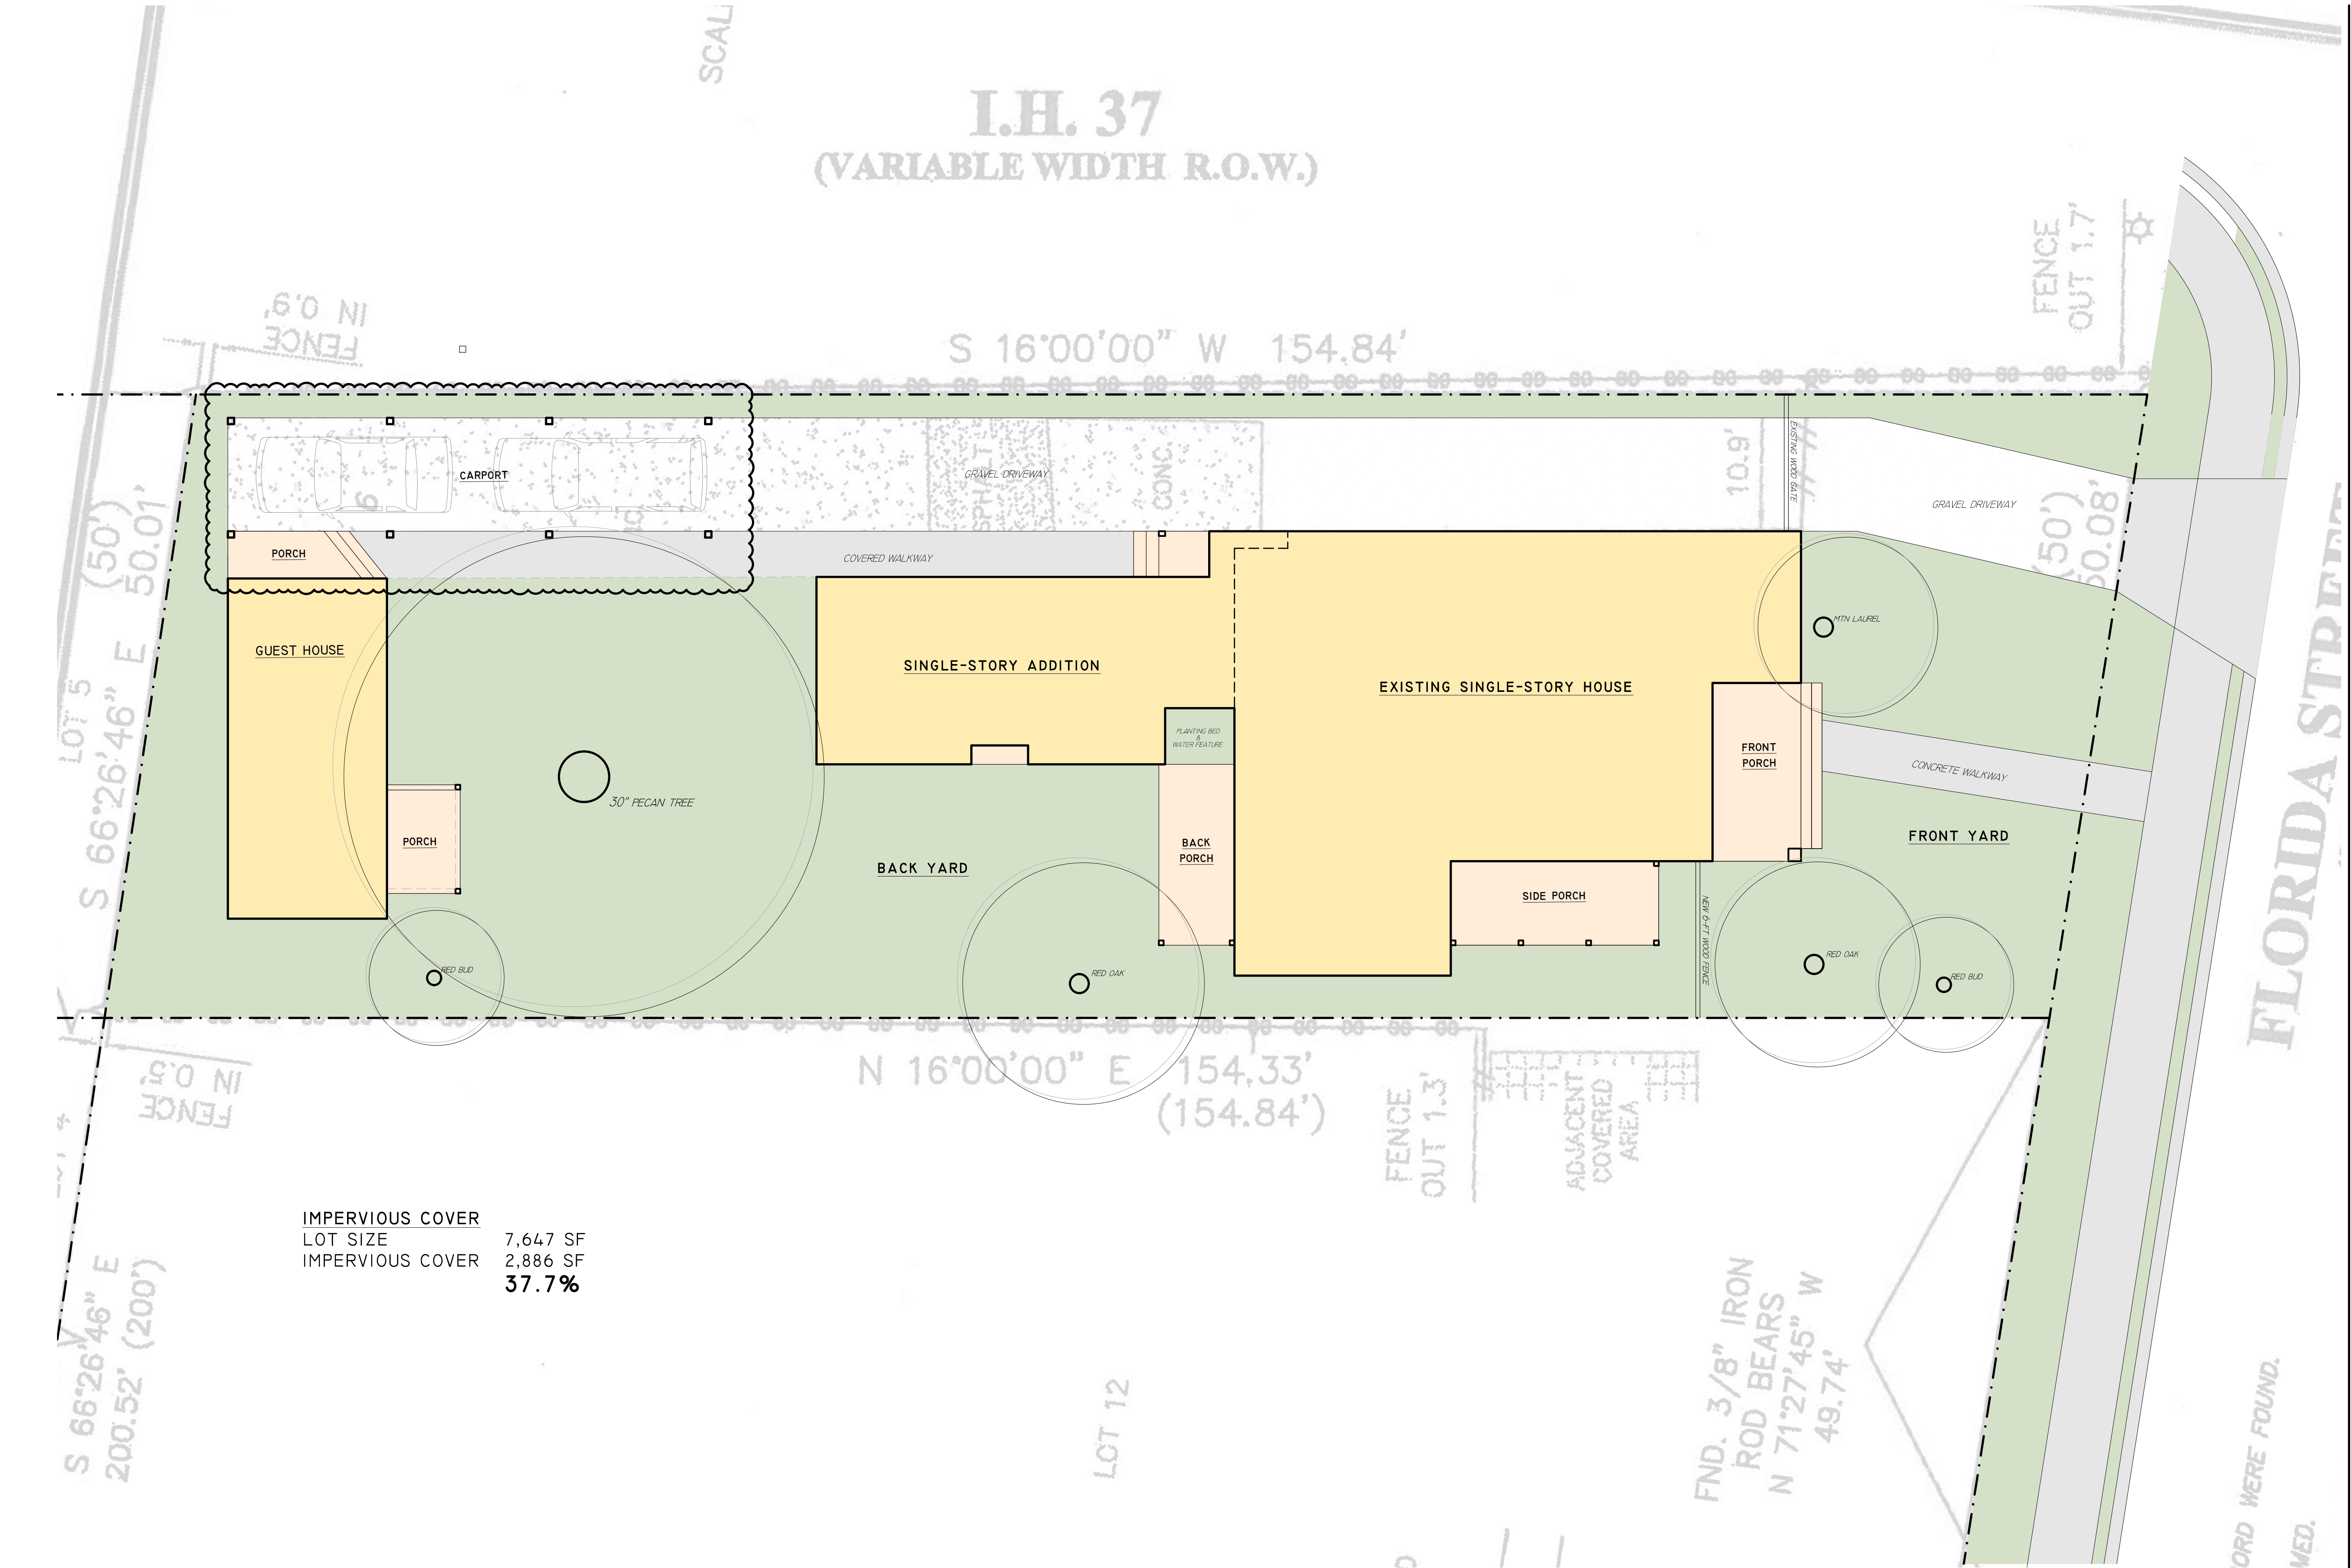 SCAL
I.H. 37
(VARIABLE WIDTH R.O.W.)
FENCE
IN 0.9'
S 16°00'00" W 154.84'
FENCE
OUT 1.7'
CARPORT
GRAVEL DRIVEWAY
ASPHALT
CONC.
10.9'
EXISTING WOOD GATE
GRAVEL DRIVEWAY
(50')
50.08'
PORCH
COVERED WALKWAY
LOT 5
S 66°26'46" E 50.01'
(50')
GUEST HOUSE
SINGLE-STORY ADDITION
EXISTING SINGLE-STORY HOUSE
MTN LAUREL
PLANTING BED
&
WATER FEATURE
FRONT
PORCH
CONCRETE WALKWAY
30" PECAN TREE
PORCH
BACK YARD
BACK
PORCH
SIDE PORCH
FRONT YARD
NEW 6-FT WOOD FENCE
RED BUD
RED OAK
RED OAK
RED BUD
FLORIDA STREET
FENCE
IN 0.5'
N 16°00'00" E 154.33'
(154.84')
FENCE
OUT 1.3'
ADJACENT
COVERED
AREA
IMPERVIOUS COVER
LOT SIZE 7,647 SF
IMPERVIOUS COVER 2,886 SF
37.7%
S 66°26'46" E
200.52' (200')
LOT 12
FND. 3/8" IRON
ROD BEARS
N 71°27'45" W
49.74'
ORD WERE FOUND.